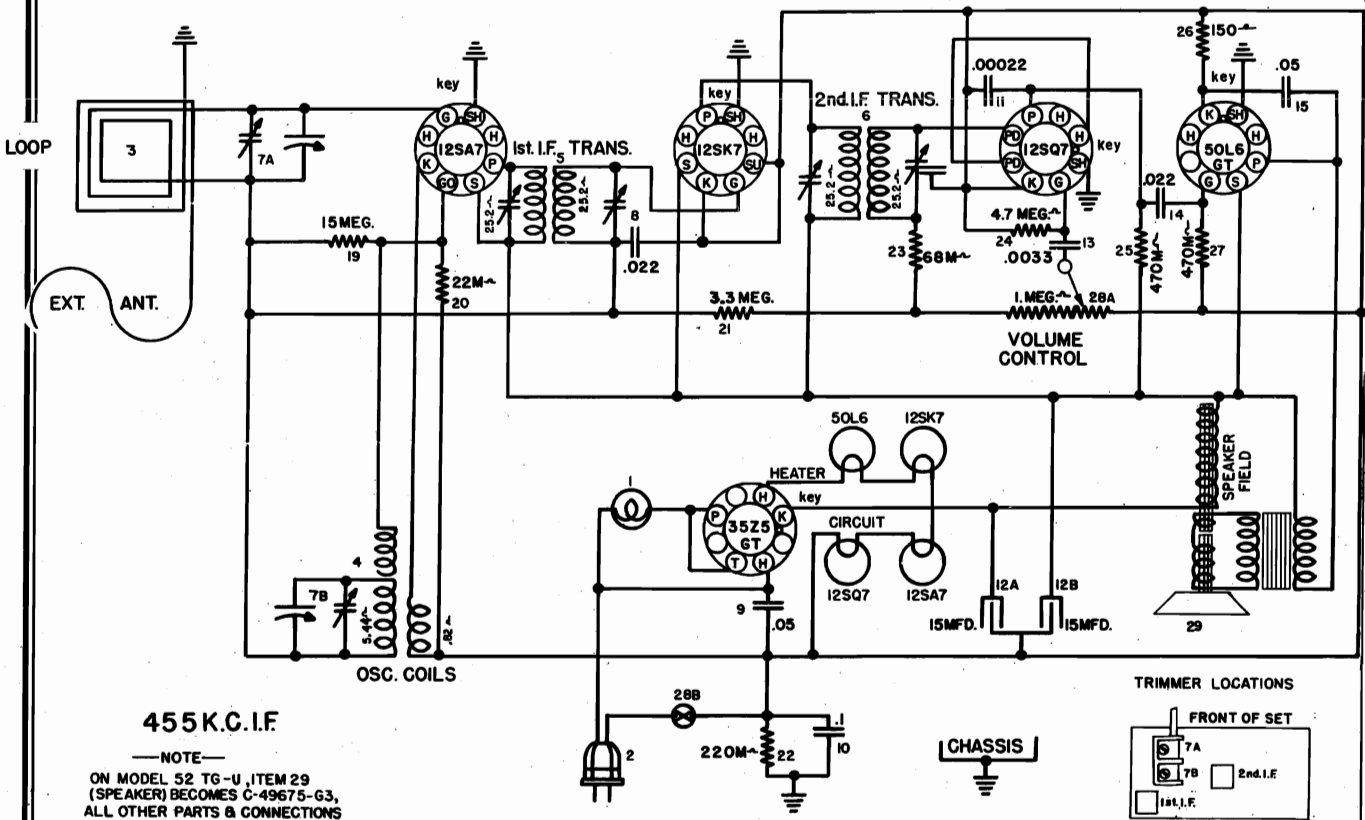 LOOP
3
7A
EXT. ANT.
key
G SH
H H
12SA7
K P
GO S
15 MEG.
19
22M~
20
1st. I.F. TRANS.
5
25.2~
25.2~
8
.022
key
P SH
H H
12SK7
S SU
K G
3.3 MEG.
21
2nd. I.F. TRANS.
6
25.2~
25.2~
23
68M~
.00022
11
P H
PD H
12SQ7
PD SH
K G
key
4.7 MEG.~
24
13
.0033
1. MEG.~
28A
VOLUME
CONTROL
26
150~
key
.05
15
K SH
H H
50L6
GT
P
G S
.022
14
25
470M~
470M~
27
4
7B
5.44~
.82~
OSC. COILS
1
50L6
12SK7
HEATER
key
H
P K
35Z5
GT
T H
CIRCUIT
12SQ7
12SA7
9
.05
12A
12B
15MFD.
15MFD.
SPEAKER
FIELD
29
28B
2
220M~
22
.1
10
CHASSIS
455 K.C. I.F.
—NOTE—
ON MODEL 52 TG-U, ITEM 29
(SPEAKER) BECOMES C-49675-G3,
ALL OTHER PARTS & CONNECTIONS
TRIMMER LOCATIONS
FRONT OF SET
7A
7B
2nd. I.F.
1st. I.F.